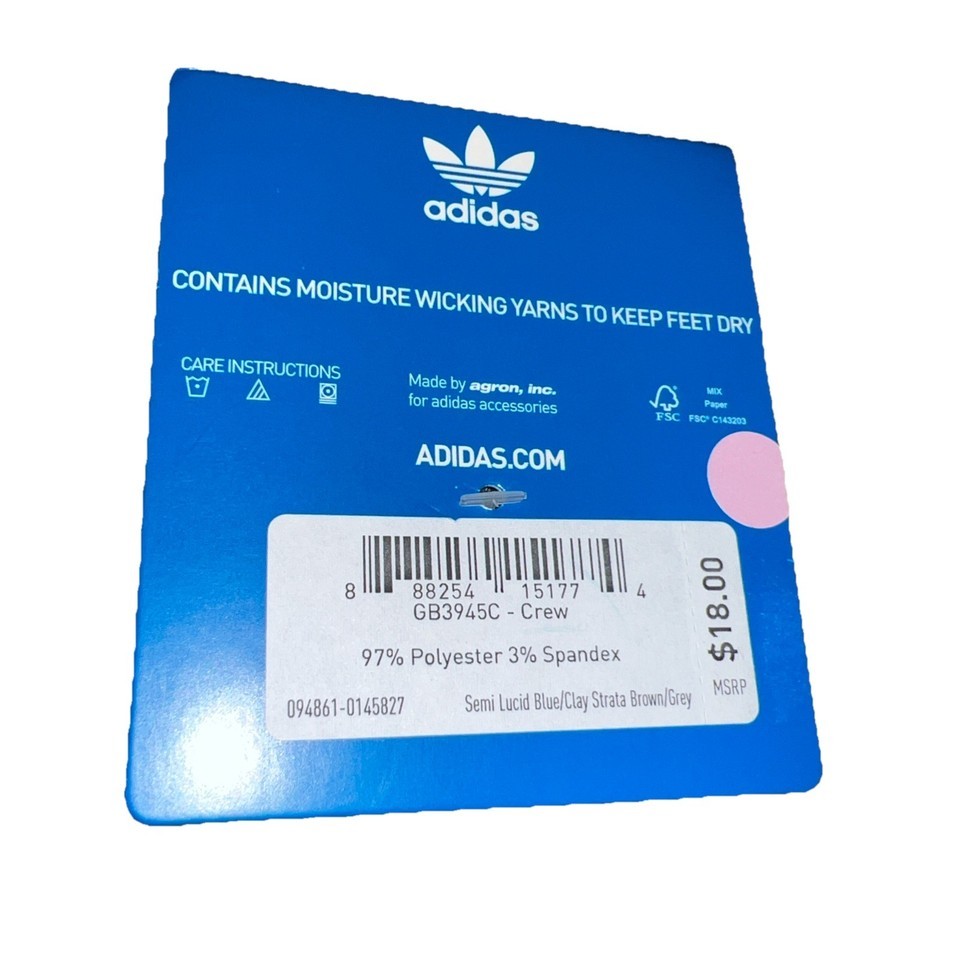 adidas
CONTAINS MOISTURE WICKING YARNS TO KEEP FEET DRY
CARE INSTRUCTIONS
Made by agron, inc.
for adidas accessories
FSC
MIX
Paper
FSC® C143203
ADIDAS.COM
8 88254 15177 4
GB3945C - Crew
97% Polyester 3% Spandex
094861-0145827 Semi Lucid Blue/Clay Strata Brown/Grey
$18.00
MSRP